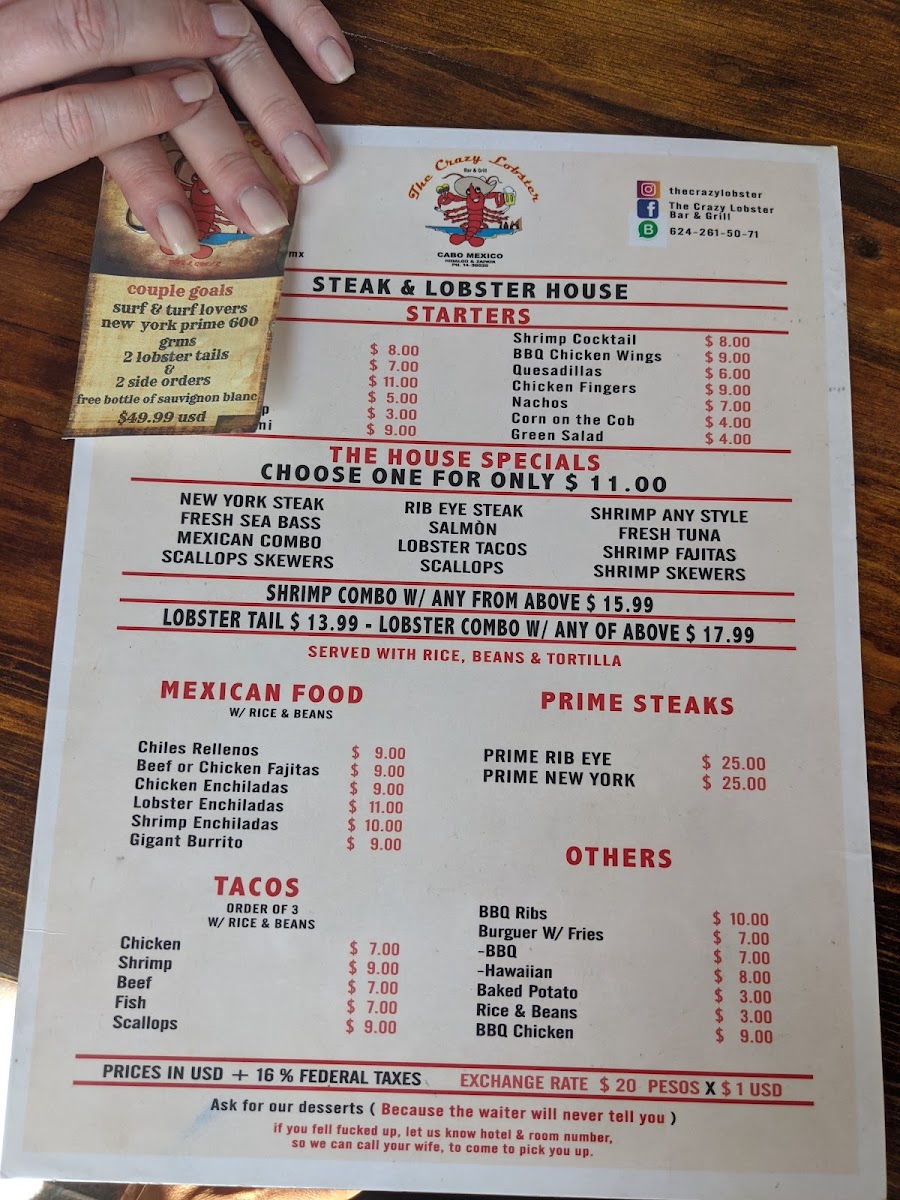 The Crazy Lobster
Bar & Grill
CABO MEXICO
thecrazylobster
The Crazy Lobster
Bar & Grill
624-261-50-71
mx
couple goals
surf & turf lovers
new york prime 600
grms
2 lobster tails
&
2 side orders
free bottle of sauvignon blanc
$49.99 usd
STEAK & LOBSTER HOUSE
STARTERS
$ 8.00
$ 7.00
$ 11.00
$ 5.00
p $ 3.00
ni $ 9.00
Shrimp Cocktail $ 8.00
BBQ Chicken Wings $ 9.00
Quesadillas $ 6.00
Chicken Fingers $ 9.00
Nachos $ 7.00
Corn on the Cob $ 4.00
Green Salad $ 4.00
THE HOUSE SPECIALS
CHOOSE ONE FOR ONLY $ 11.00
NEW YORK STEAK RIB EYE STEAK SHRIMP ANY STYLE
FRESH SEA BASS SALMÒN FRESH TUNA
MEXICAN COMBO LOBSTER TACOS SHRIMP FAJITAS
SCALLOPS SKEWERS SCALLOPS SHRIMP SKEWERS
SHRIMP COMBO W/ ANY FROM ABOVE $ 15.99
LOBSTER TAIL $ 13.99 - LOBSTER COMBO W/ ANY OF ABOVE $ 17.99
SERVED WITH RICE, BEANS & TORTILLA
MEXICAN FOOD
W/ RICE & BEANS
Chiles Rellenos $ 9.00
Beef or Chicken Fajitas $ 9.00
Chicken Enchiladas $ 9.00
Lobster Enchiladas $ 11.00
Shrimp Enchiladas $ 10.00
Gigant Burrito $ 9.00
TACOS
ORDER OF 3
W/ RICE & BEANS
Chicken $ 7.00
Shrimp $ 9.00
Beef $ 7.00
Fish $ 7.00
Scallops $ 9.00
PRIME STEAKS
PRIME RIB EYE $ 25.00
PRIME NEW YORK $ 25.00
OTHERS
BBQ Ribs $ 10.00
Burguer W/ Fries $ 7.00
-BBQ $ 7.00
-Hawaiian $ 8.00
Baked Potato $ 3.00
Rice & Beans $ 3.00
BBQ Chicken $ 9.00
PRICES IN USD + 16 % FEDERAL TAXES EXCHANGE RATE $ 20 PESOS X $ 1 USD
Ask for our desserts ( Because the waiter will never tell you )
if you fell fucked up, let us know hotel & room number,
so we can call your wife, to come to pick you up.